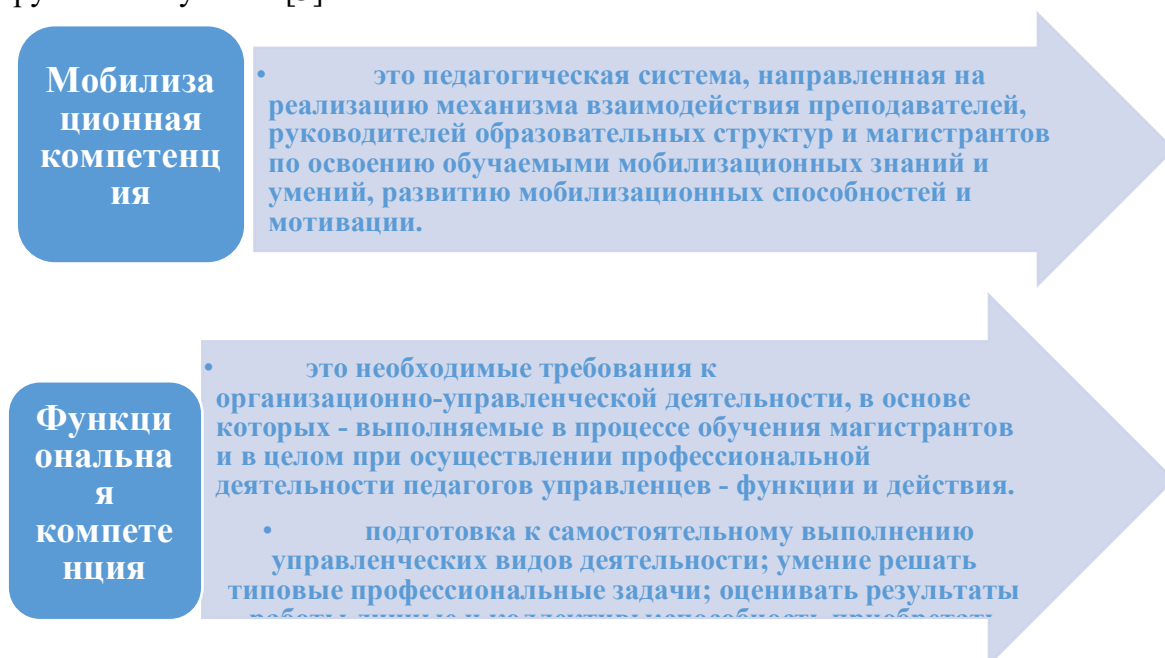 [3]
Мобилиза
ционная
компетенц
ия
• это педагогическая система, направленная на
реализацию механизма взаимодействия преподавателей,
руководителей образовательных структур и магистрантов
по освоению обучаемыми мобилизационных знаний и
умений, развитию мобилизационных способностей и
мотивации.
Функци
ональна
я
компете
нция
• это необходимые требования к
организационно-управленческой деятельности, в основе
которых - выполняемые в процессе обучения магистрантов
и в целом при осуществлении профессиональной
деятельности педагогов управленцев - функции и действия.
• подготовка к самостоятельному выполнению
управленческих видов деятельности; умение решать
типовые профессиональные задачи; оценивать результаты